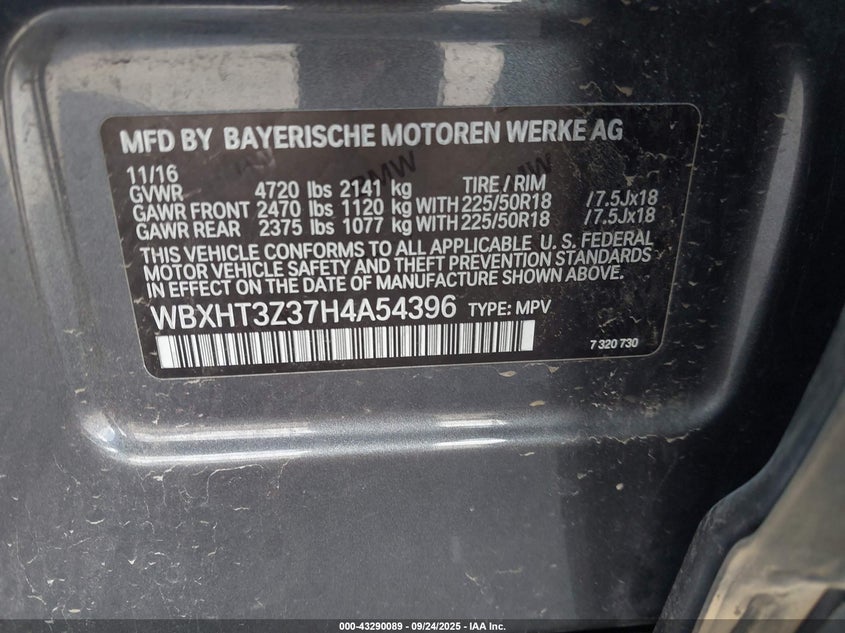 MFD BY BAYERISCHE MOTOREN WERKE AG
11/16
GVWR 4720 lbs 2141 kg TIRE / RIM
GAWR FRONT 2470 lbs 1120 kg WITH 225/50R18 / 7.5Jx18
GAWR REAR 2375 lbs 1077 kg WITH 225/50R18 / 7.5Jx18
THIS VEHICLE CONFORMS TO ALL APPLICABLE U. S. FEDERAL
MOTOR VEHICLE SAFETY AND THEFT PREVENTION STANDARDS
IN EFFECT ON THE DATE OF MANUFACTURE SHOWN ABOVE.
WBXHT3Z37H4A54396 TYPE: MPV
7 320 730
000-43290089 - 09/24/2025 - IAA Inc.